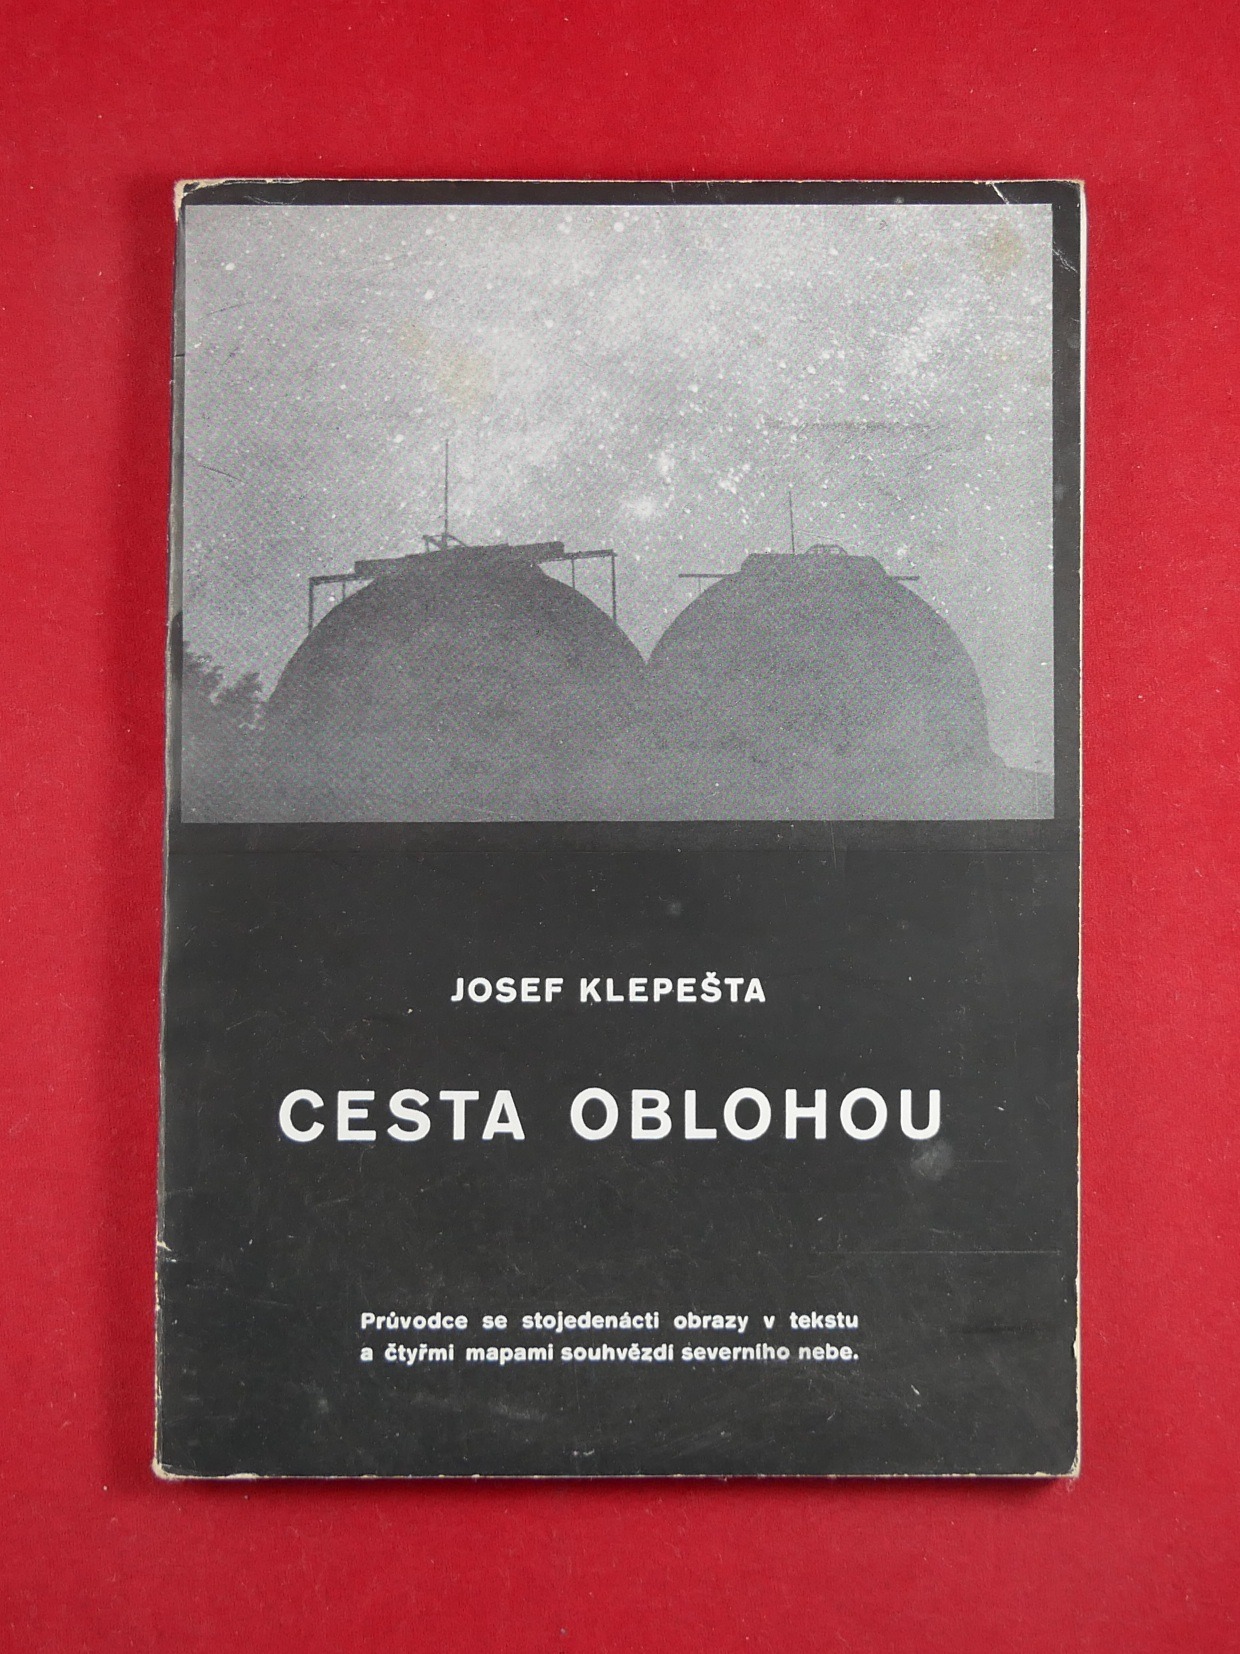 JOSEF KLEPEŠTA
CESTA OBLOHOU
Průvodce se stojedenácti obrazy v tekstu
a čtyřmi mapami souhvězdí severního nebe.